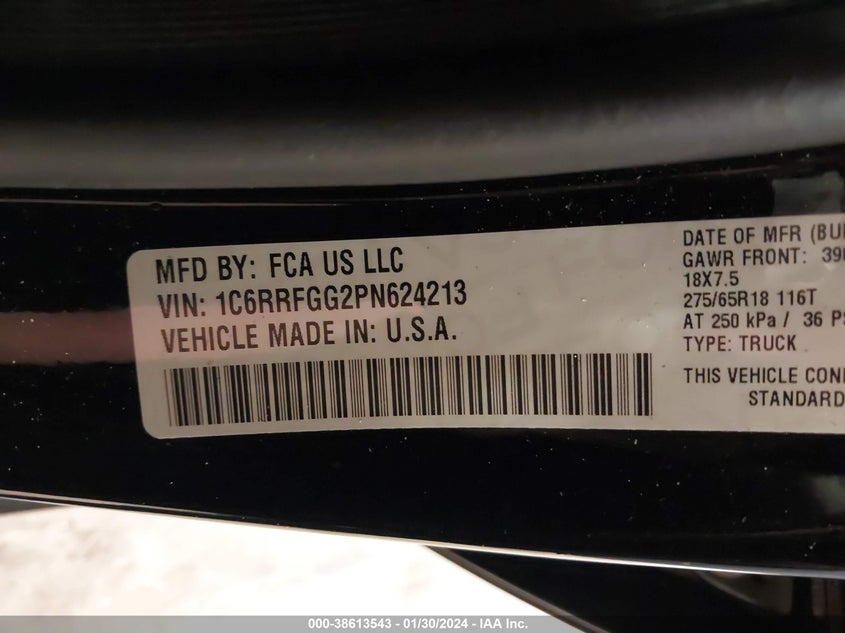 MFD BY: FCA US LLC
VIN: 1C6RRFGG2PN624213
VEHICLE MADE IN: U.S.A.
DATE OF MFR
GAWR FRONT:
18X7.5
275/65R18 116T
AT 250 kPa / 36
TYPE: TRUCK
THIS VEHICLE
STANDARD
000-38613543 - 01/30/2024 - IAA Inc.